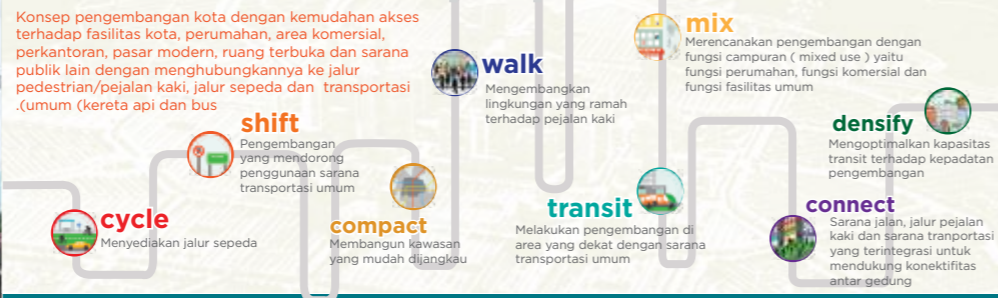 Konsep pengembangan kota dengan kemudahan akses
terhadap fasilitas kota, perumahan, area komersial,
perkantoran, pasar modern, ruang terbuka dan sarana
publik lain dengan menghubungkannya ke jalur
pedestrian/pejalan kaki, jalur sepeda dan transportasi
.(umum (kereta api dan bus
cycle
Menyediakan jalur sepeda
shift
Pengembangan
yang mendorong
penggunaan sarana
transportasi umum
compact
Membangun kawasan
yang mudah dijangkau
walk
Mengembangkan
lingkungan yang ramah
terhadap pejalan kaki
transit
Melakukan pengembangan di
area yang dekat dengan sarana
transportasi umum
mix
Merencanakan pengembangan dengan
fungsi campuran ( mixed use ) yaitu
fungsi perumahan, fungsi komersial dan
fungsi fasilitas umum
densify
Mengoptimalkan kapasitas
transit terhadap kepadatan
pengembangan
connect
Sarana jalan, jalur pejalan
kaki dan sarana tranportasi
yang terintegrasi untuk
mendukung konektifitas
antar gedung